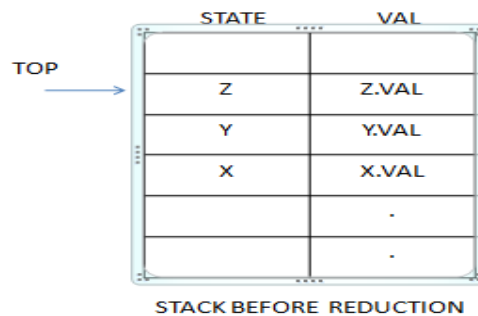 STATE VAL
TOP
Z Z.VAL
Y Y.VAL
X X.VAL
.
.
STACK BEFORE REDUCTION